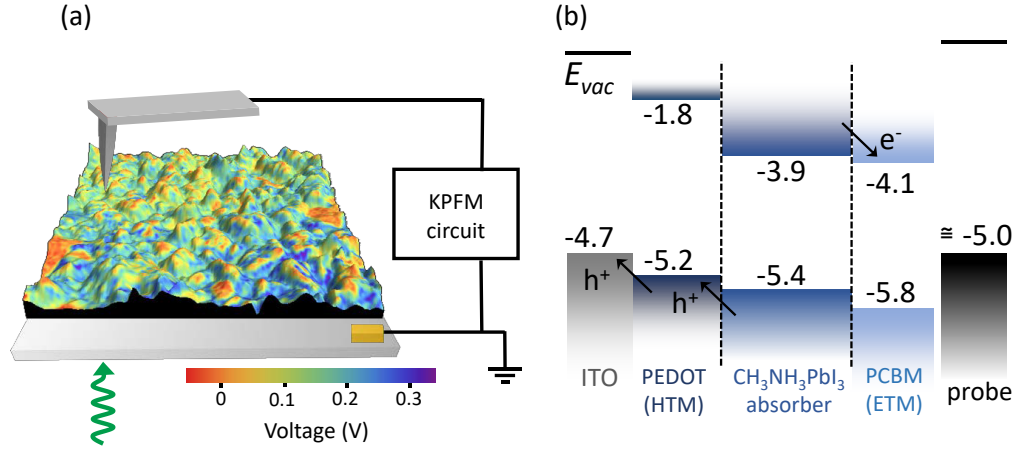 (a)
KPFM
circuit
0 0.1 0.2 0.3
Voltage (V)
(b)
E_vac
-1.8
e⁻
-3.9
-4.1
-4.7
≅ -5.0
-5.2
-5.4
h⁺
h⁺
-5.8
ITO
PEDOT
(HTM)
CH₃NH₃PbI₃
absorber
PCBM
(ETM)
probe